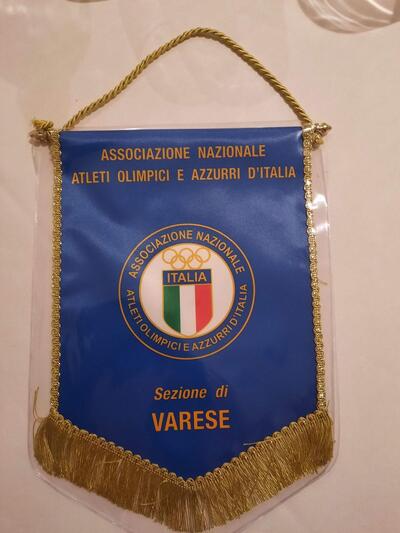 ASSOCIAZIONE NAZIONALE
ATLETI OLIMPICI E AZZURRI D'ITALIA
ASSOCIAZIONE NAZIONALE
ITALIA
ATLETI OLIMPICI E AZZURRI D'ITALIA
Sezione di
VARESE